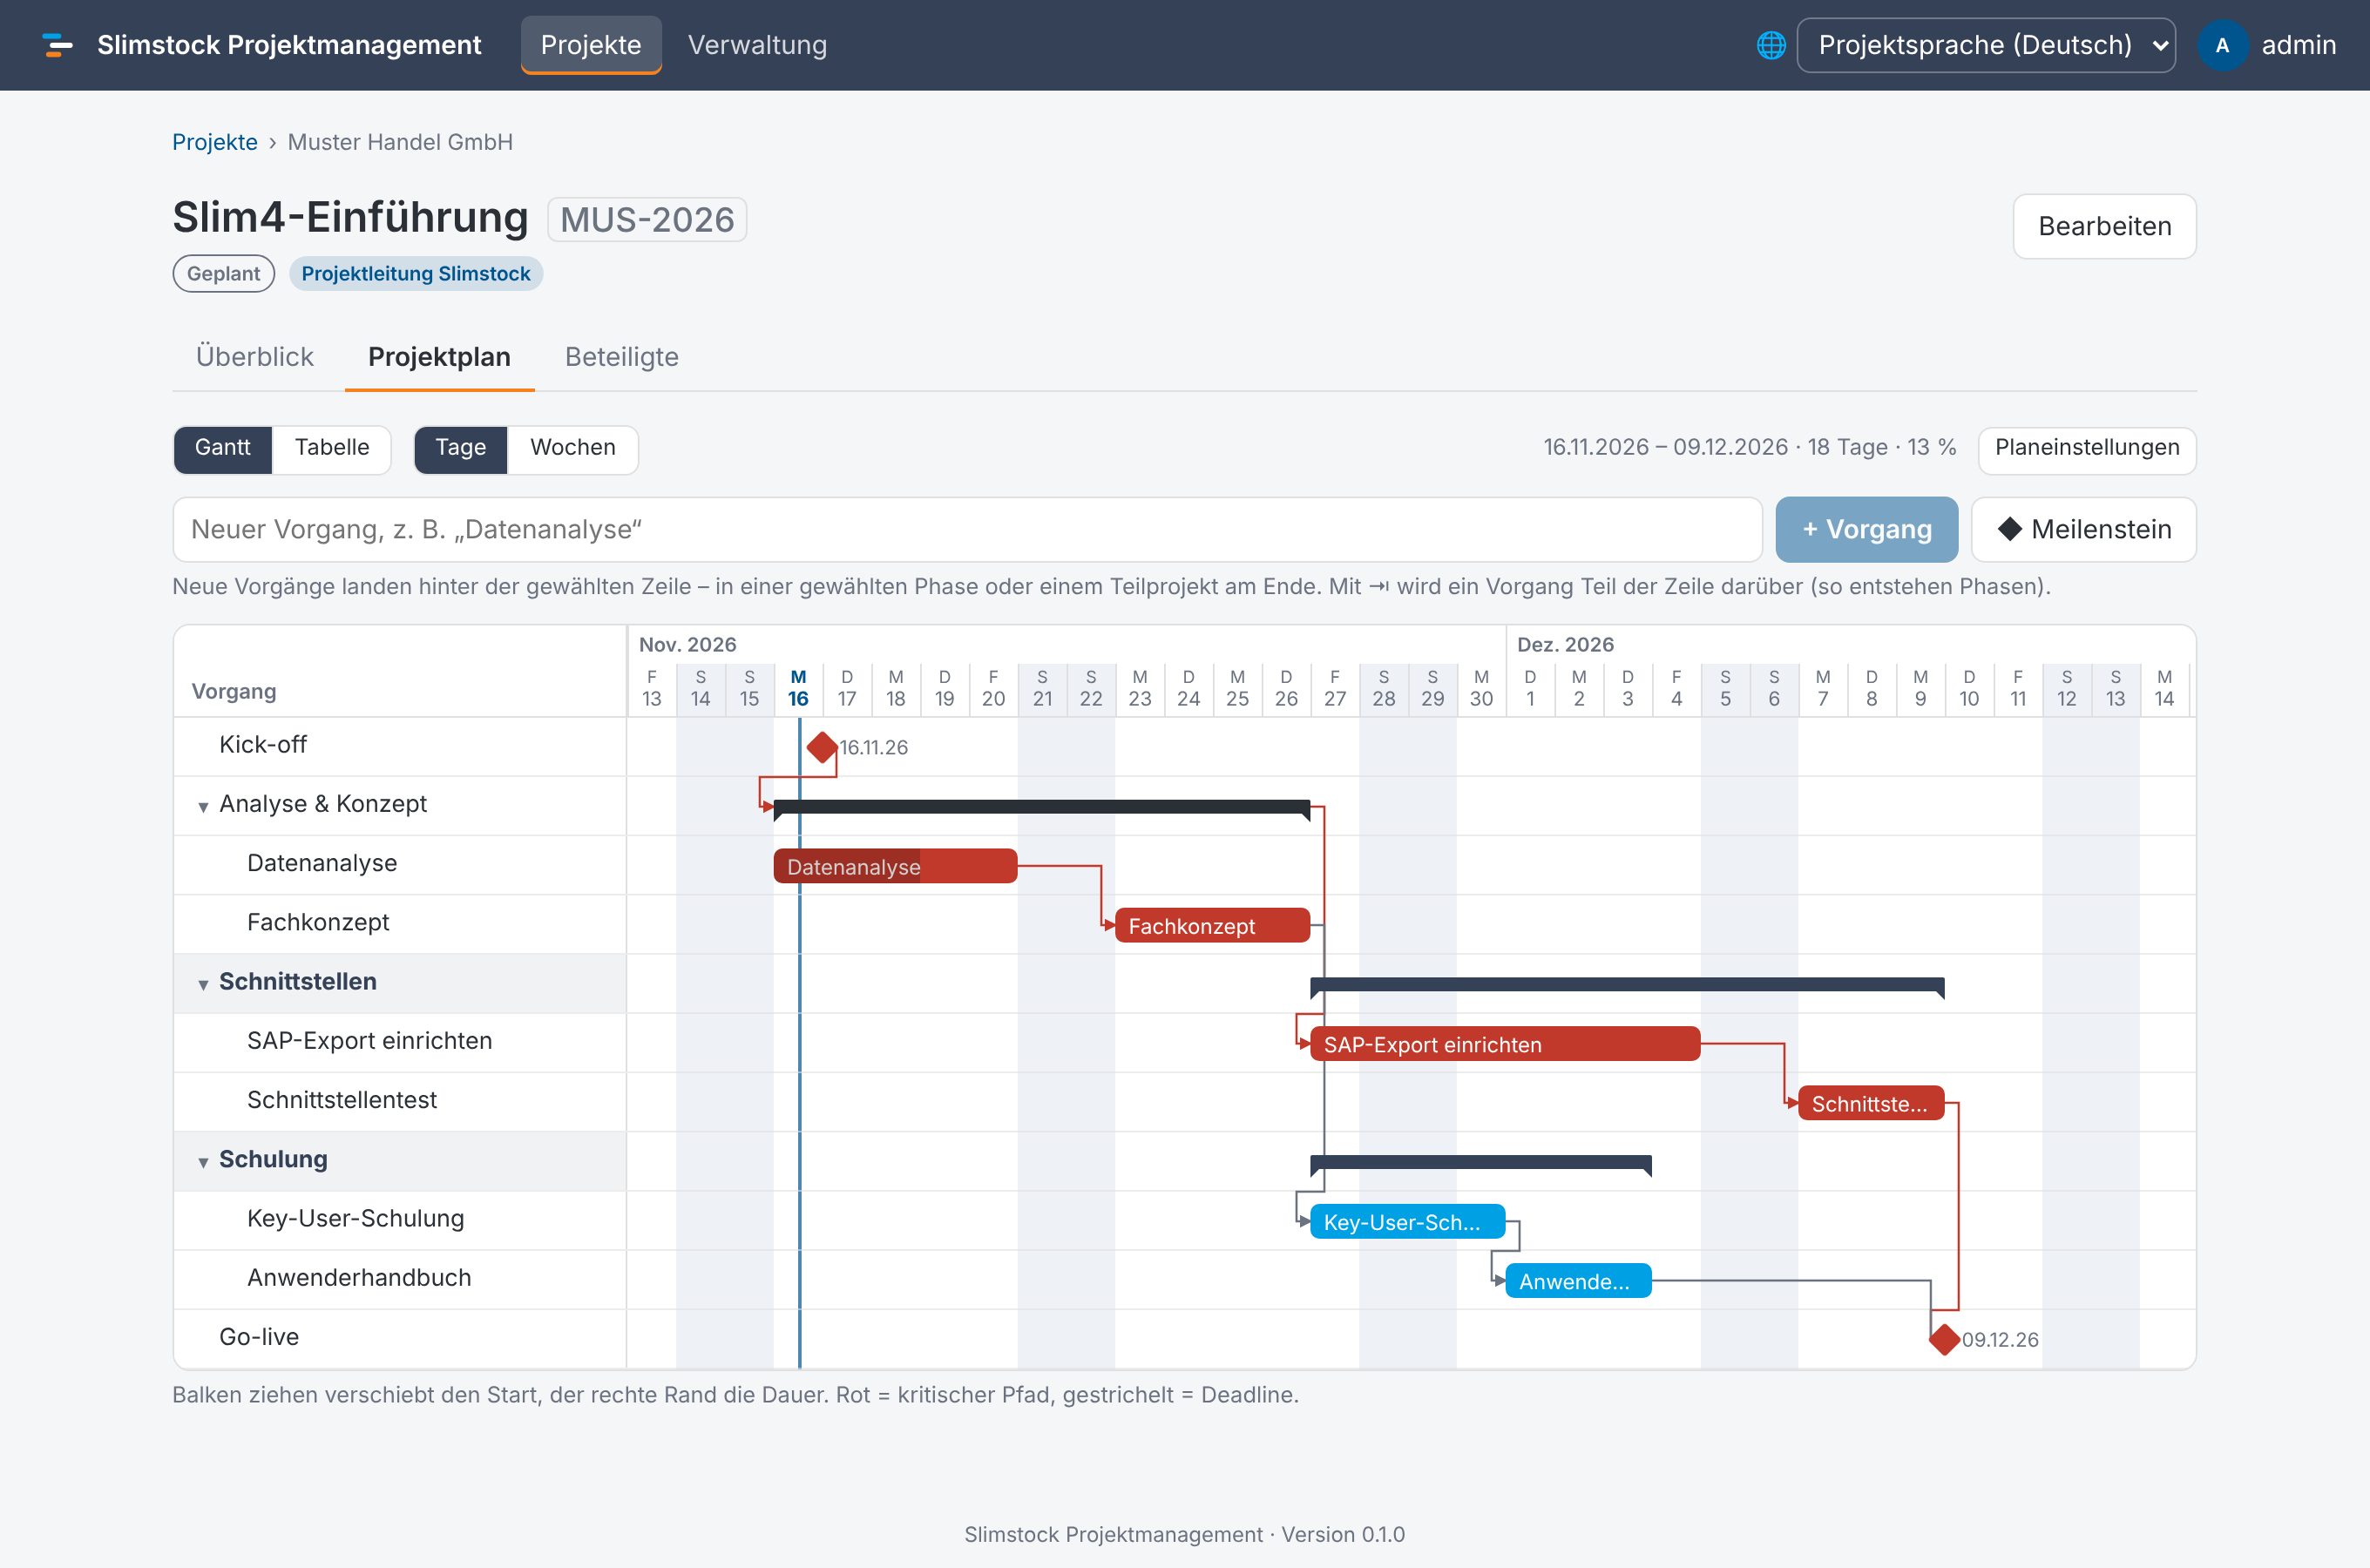 Slimstock Projektmanagement Projekte Verwaltung Projektsprache (Deutsch) A admin
Projekte › Muster Handel GmbH
Slim4-Einführung MUS-2026 Bearbeiten
Geplant Projektleitung Slimstock
Überblick Projektplan Beteiligte
Gantt Tabelle Tage Wochen 16.11.2026 – 09.12.2026 · 18 Tage · 13 % Planeinstellungen
Neuer Vorgang, z. B. „Datenanalyse“ + Vorgang ◆ Meilenstein
Neue Vorgänge landen hinter der gewählten Zeile – in einer gewählten Phase oder einem Teilprojekt am Ende. Mit ⇥ wird ein Vorgang Teil der Zeile darüber (so entstehen Phasen).
Nov. 2026 Dez. 2026
F S S M D M D F S S M D M D F S S M D M D F S S M D M D F S S M
Vorgang 13 14 15 16 17 18 19 20 21 22 23 24 25 26 27 28 29 30 1 2 3 4 5 6 7 8 9 10 11 12 13 14
Kick-off 16.11.26
▾ Analyse & Konzept
Datenanalyse Datenanalyse
Fachkonzept Fachkonzept
▾ Schnittstellen
SAP-Export einrichten SAP-Export einrichten
Schnittstellentest Schnittste...
▾ Schulung
Key-User-Schulung Key-User-Sch...
Anwenderhandbuch Anwende...
Go-live 09.12.26
Balken ziehen verschiebt den Start, der rechte Rand die Dauer. Rot = kritischer Pfad, gestrichelt = Deadline.
Slimstock Projektmanagement · Version 0.1.0